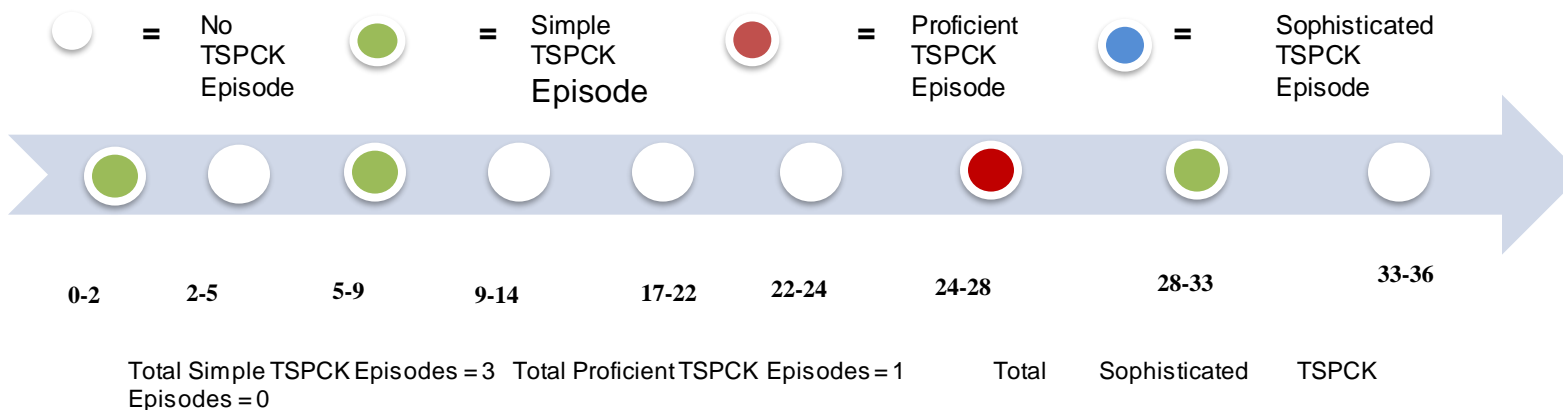 = No TSPCK Episode
= Simple TSPCK Episode
= Proficient TSPCK Episode
= Sophisticated TSPCK Episode
0-2 2-5 5-9 9-14 17-22 22-24 24-28 28-33 33-36
Total Simple TSPCK Episodes = 3 Total Proficient TSPCK Episodes = 1 Total Sophisticated TSPCK
Episodes = 0